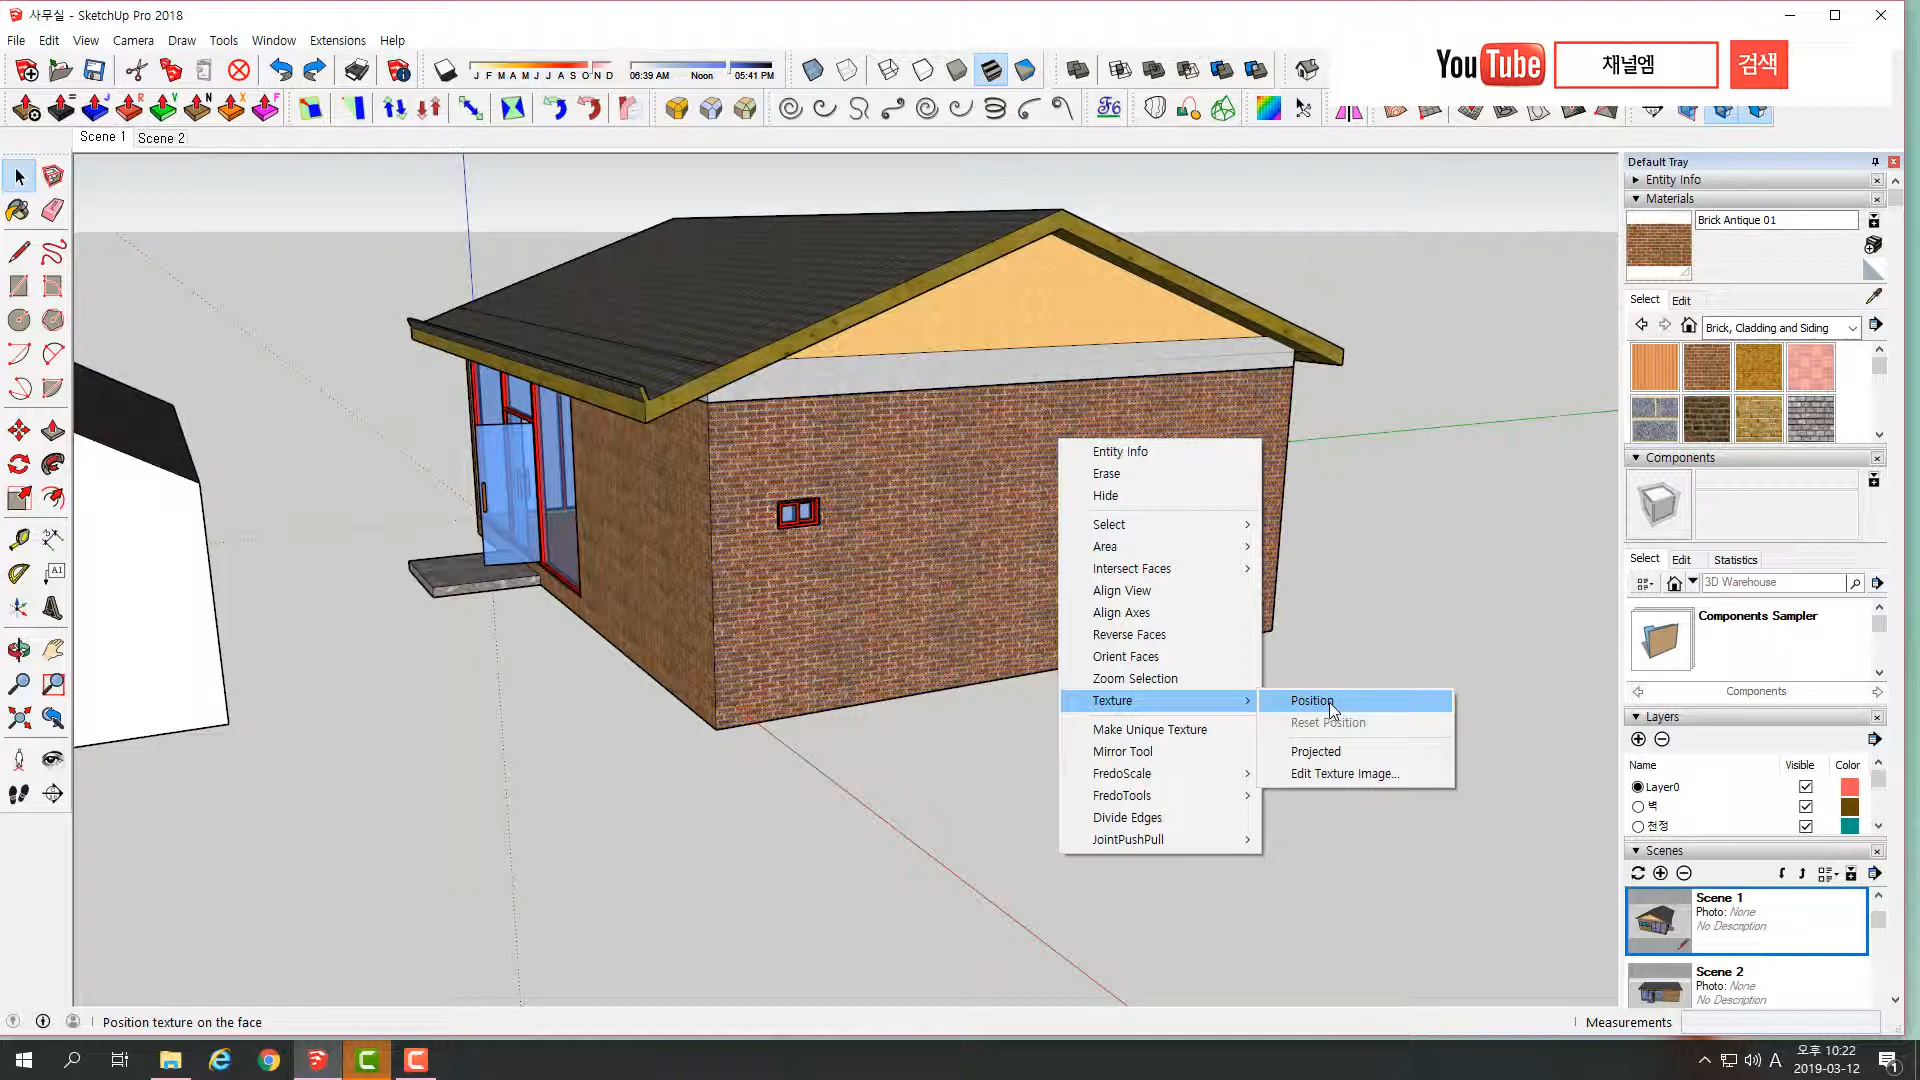 사무실 - SketchUp Pro 2018
File Edit View Camera Draw Tools Window Extensions Help
J F M A M J J A S O N D
06:39 AM Noon 05:41 PM
YouTube 채널엠 검색
Scene 1 Scene 2
Default Tray
Entity Info
Materials
Brick Antique 01
Select Edit
Brick, Cladding and Siding
Components
Select Edit Statistics
3D Warehouse
Components Sampler
Components
Layers
Name Visible Color
Layer0
벽
천정
Scenes
Scene 1
Photo: None
No Description
Scene 2
Photo: None
No Description
Entity Info
Erase
Hide
Select
Area
Intersect Faces
Align View
Align Axes
Reverse Faces
Orient Faces
Zoom Selection
Texture
Make Unique Texture
Mirror Tool
FredoScale
FredoTools
Divide Edges
JointPushPull
Position
Reset Position
Projected
Edit Texture Image...
Position texture on the face
Measurements
A 오후 10:22
2019-03-12